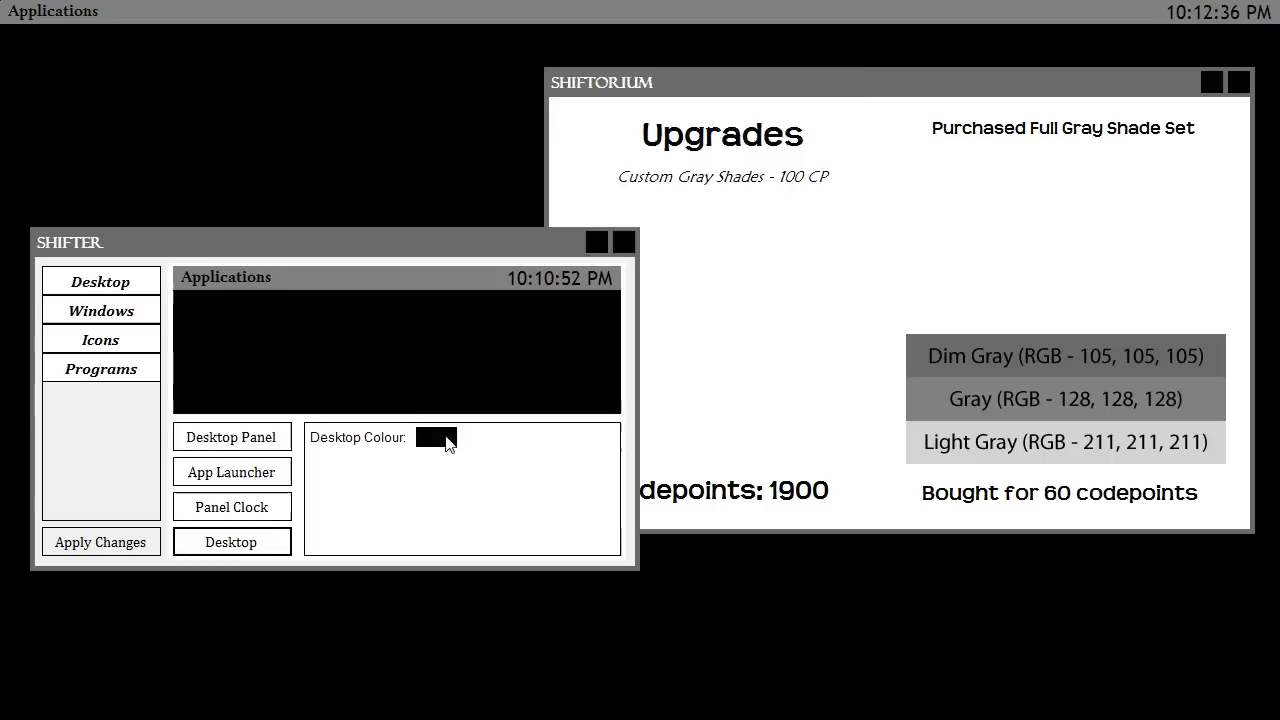 Applications
10:12:36 PM
SHIFTORIUM
Upgrades
Custom Gray Shades - 100 CP
Purchased Full Gray Shade Set
Dim Gray (RGB - 105, 105, 105)
Gray (RGB - 128, 128, 128)
Light Gray (RGB - 211, 211, 211)
depoints: 1900
Bought for 60 codepoints
SHIFTER
Desktop
Windows
Icons
Programs
Apply Changes
Applications
10:10:52 PM
Desktop Panel
App Launcher
Panel Clock
Desktop
Desktop Colour: